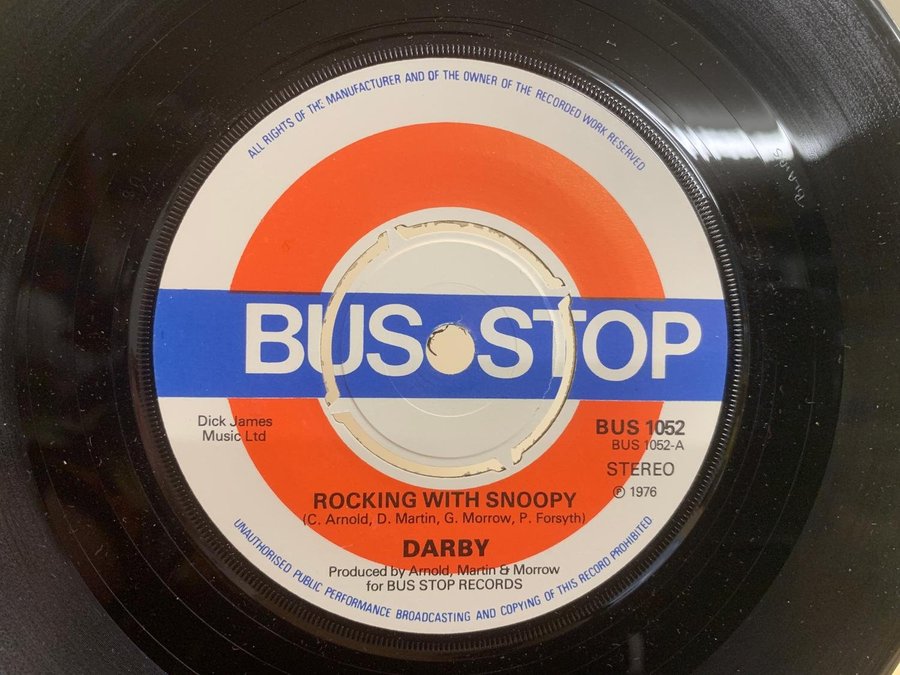 ALL RIGHTS OF THE MANUFACTURER AND OF THE OWNER OF THE RECORDED WORK RESERVED
BUS STOP
Dick James
Music Ltd
BUS 1052
BUS 1052-A
STEREO
℗ 1976
ROCKING WITH SNOOPY
(C. Arnold, D. Martin, G. Morrow, P. Forsyth)
DARBY
Produced by Arnold, Martin & Morrow
for BUS STOP RECORDS
UNAUTHORISED PUBLIC PERFORMANCE BROADCASTING AND COPYING OF THIS RECORD PROHIBITED